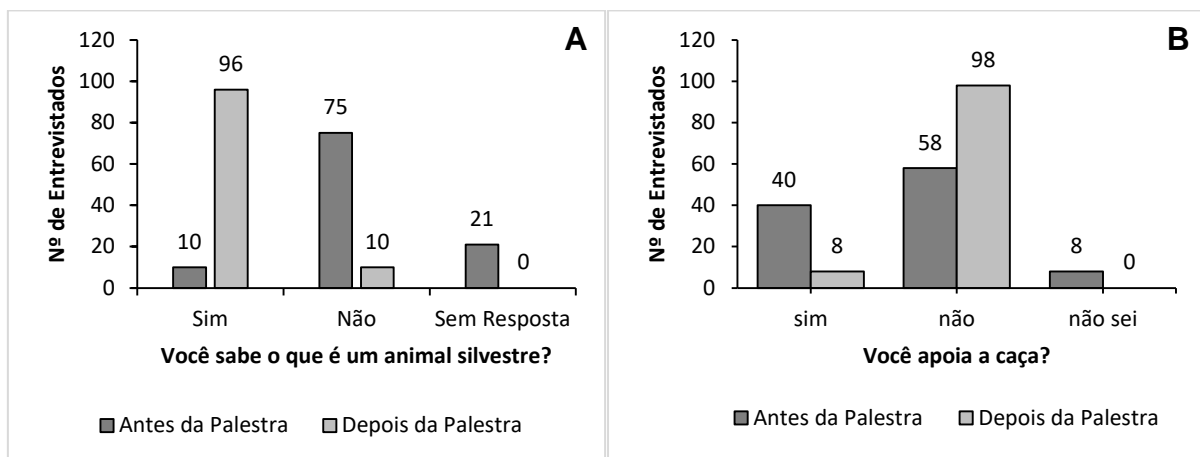 A
Nº de Entrevistados
120
100
80
60
40
20
0
10
96
75
10
21
0
Sim Não Sem Resposta
Você sabe o que é um animal silvestre?
Antes da Palestra Depois da Palestra
B
Nº de Entrevistados
120
100
80
60
40
20
0
40
8
58
98
8
0
sim não não sei
Você apoia a caça?
Antes da Palestra Depois da Palestra